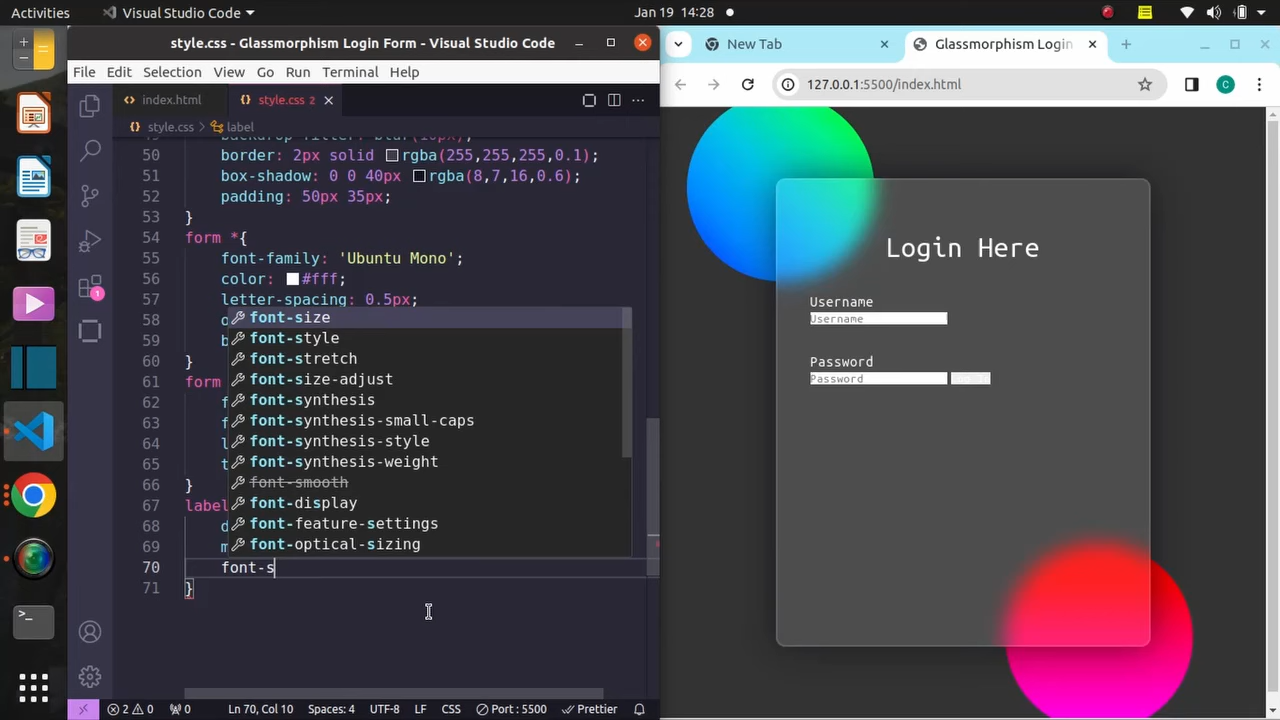 Activities
Visual Studio Code
Jan 19 14:28
style.css - Glassmorphism Login Form - Visual Studio Code
File Edit Selection View Go Run Terminal Help
index.html
style.css 2
style.css > label
49 backdrop-filter: blur(10px);
50 border: 2px solid rgba(255,255,255,0.1);
51 box-shadow: 0 0 40px rgba(8,7,16,0.6);
52 padding: 50px 35px;
53 }
54 form *{
55 font-family: 'Ubuntu Mono';
56 color: #fff;
57 letter-spacing: 0.5px;
58 o
59 b
60 }
61 form
62 f
63 f
64 l
65 t
66 }
67 label
68 d
69 m
70 font-s
71 }
font-size
font-style
font-stretch
font-size-adjust
font-synthesis
font-synthesis-small-caps
font-synthesis-style
font-synthesis-weight
font-smooth
font-display
font-feature-settings
font-optical-sizing
1
2 0 0 Ln 70, Col 10 Spaces: 4 UTF-8 LF CSS Port : 5500 Prettier
New Tab
Glassmorphism Login
127.0.0.1:5500/index.html
C
Login Here
Username
Username
Password
Password